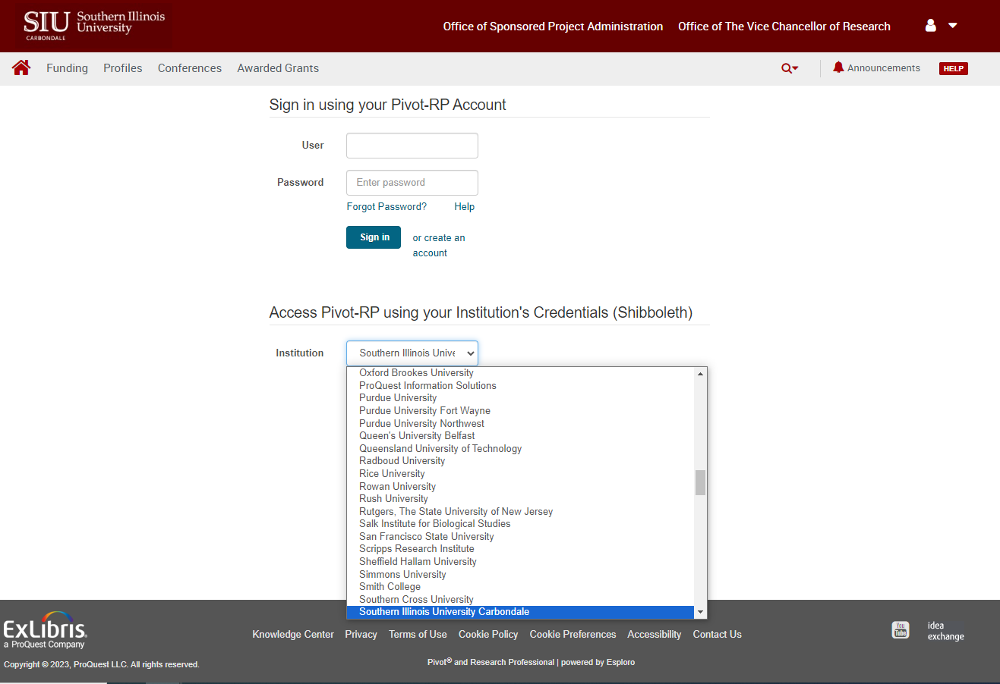 SIU Southern Illinois
University
CARBONDALE
Office of Sponsored Project Administration Office of The Vice Chancellor of Research
Funding Profiles Conferences Awarded Grants Announcements HELP
Sign in using your Pivot-RP Account
User
Password Enter password
Forgot Password? Help
Sign in or create an
account
Access Pivot-RP using your Institution's Credentials (Shibboleth)
Institution Southern Illinois Unive
Oxford Brookes University
ProQuest Information Solutions
Purdue University
Purdue University Fort Wayne
Purdue University Northwest
Queen's University Belfast
Queensland University of Technology
Radboud University
Rice University
Rowan University
Rush University
Rutgers, The State University of New Jersey
Salk Institute for Biological Studies
San Francisco State University
Scripps Research Institute
Sheffield Hallam University
Simmons University
Smith College
Southern Cross University
Southern Illinois University Carbondale
ExLibris
a ProQuest Company
Knowledge Center Privacy Terms of Use Cookie Policy Cookie Preferences Accessibility Contact Us
You
Tube
idea
exchange
Copyright © 2023, ProQuest LLC. All rights reserved.
Pivot® and Research Professional | powered by Esploro